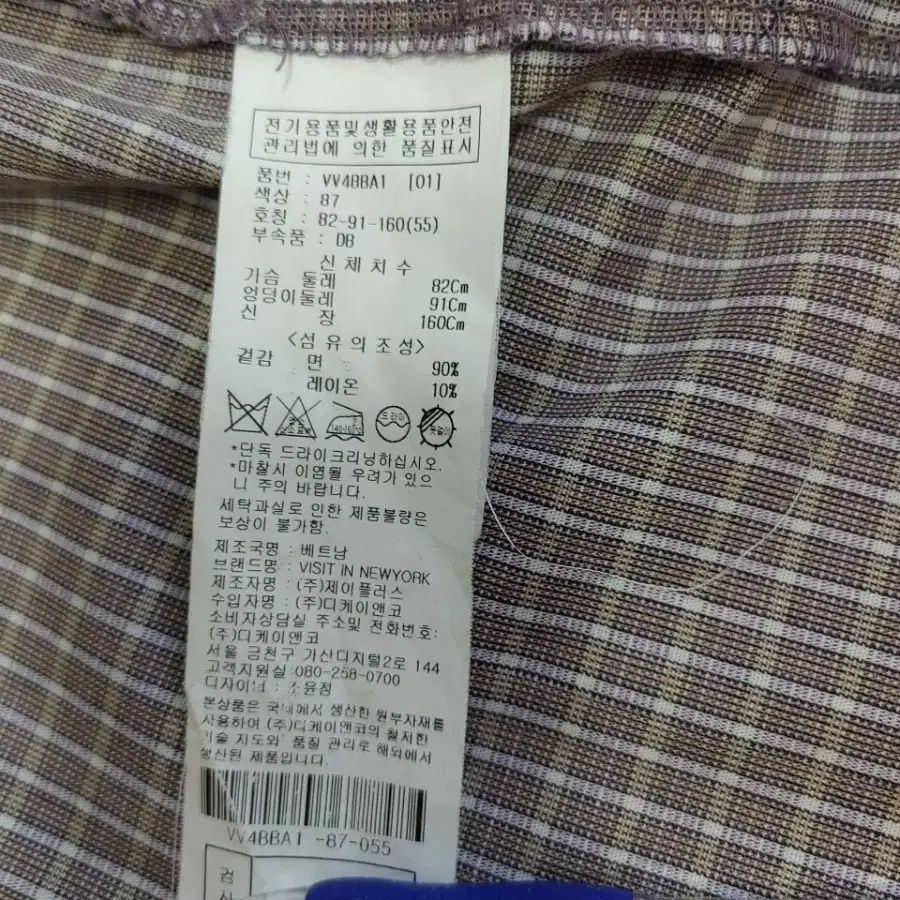 전기용품및생활용품안전
관리법에 의한 품질표시
품번 : VV4BBA1 [01]
색상 : 87
호칭 : 82-91-160(55)
부속품 : DB
신체치수
가슴 둘레 82Cm
엉덩이둘레 91Cm
신 장 160Cm
<섬유의조성>
겉감 면 90%
레이온 10%
드라이
*단독 드라이크리닝하십시오.
*마찰시 이염될 우려가 있으
니 주의 바랍니다.
세탁과실로 인한 제품불량은
보상이 불가함.
제조국명 : 베트남
브랜드명 : VISIT iN NEWYORK
제조자명 : (주)제이플러스
수입자명 : (주)디케이앤코
소비자상담실 주소및 전화번호:
(주)디케이앤코
서울 금천구 가산디지털2로 144
고객지원실:080-258-0700
디자이너 : 소윤정
본상품은 국내에서 생산한 원부자재를
사용하여 (주)디케이앤코의 철저한
기술 지도와 품질 관리로 해외에서
생산된 제품입니다.
VV4BBA1 -87-055
검